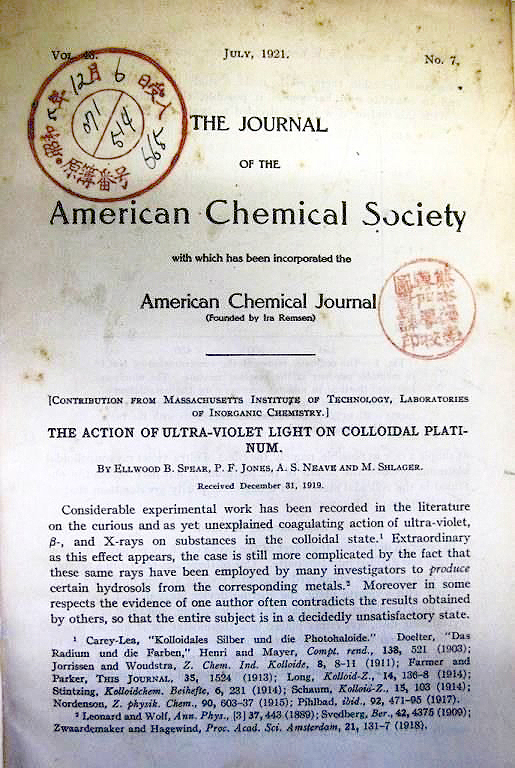 Vol. 43.
July, 1921.
No. 7.
昭和 年 12月 6 日受入
071
514
665
原簿番号
THE JOURNAL
OF THE
American Chemical Society
with which has been incorporated the
American Chemical Journal
(Founded by Ira Remsen)
[Contribution from Massachusetts Institute of Technology, Laboratories
of Inorganic Chemistry.]
THE ACTION OF ULTRA-VIOLET LIGHT ON COLLOIDAL PLATI-
NUM.
By Ellwood B. Spear, P. F. Jones, A. S. Neave and M. Shlager.
Received December 31, 1919.
Considerable experimental work has been recorded in the literature
on the curious and as yet unexplained coagulating action of ultra-violet,
β-, and X-rays on substances in the colloidal state.¹ Extraordinary
as this effect appears, the case is still more complicated by the fact that
these same rays have been employed by many investigators to produce
certain hydrosols from the corresponding metals.² Moreover in some
respects the evidence of one author often contradicts the results obtained
by others, so that the entire subject is in a decidedly unsatisfactory state.
¹ Carey-Lea, "Kolloidales Silber und die Photohaloide." Doelter, "Das
Radium und die Farben," Henri and Mayer, Compt. rend., 138, 521 (1903);
Jorrissen and Woudstra, Z. Chem. Ind. Kolloide, 8, 8-11 (1911); Farmer and
Parker, This Journal, 35, 1524 (1913); Long, Kolloid-Z., 14, 136-8 (1914);
Stintzing, Kolloidchem. Beihefte, 6, 231 (1914); Schaum, Kolloid-Z., 15, 103 (1914);
Nordenson, Z. physik. Chem., 90, 603-37 (1915); Pihlbad, ibid., 92, 471-95 (1917).
² Leonard and Wolf, Ann. Phys., [3] 37, 443 (1889); Svedberg, Ber., 42, 4375 (1909);
Zwaardemaker and Hagewind, Proc. Acad. Sci. Amsterdam, 21, 131-7 (1918).